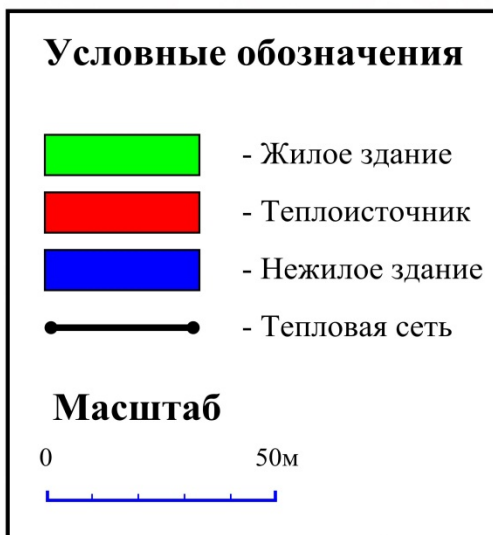 Условные обозначения
- Жилое здание
- Теплоисточник
- Нежилое здание
- Тепловая сеть
Масштаб
0 50м